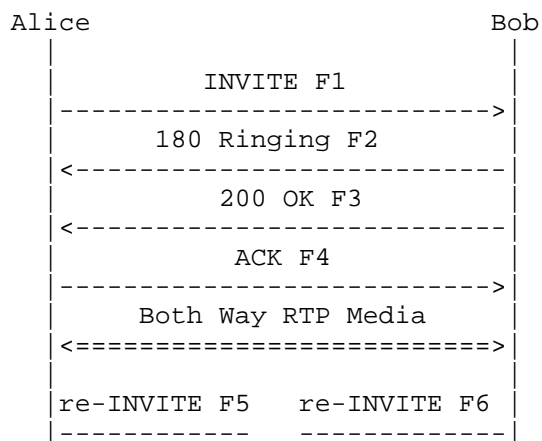 Alice Bob
INVITE F1
180 Ringing F2
200 OK F3
ACK F4
Both Way RTP Media
re-INVITE F5 re-INVITE F6